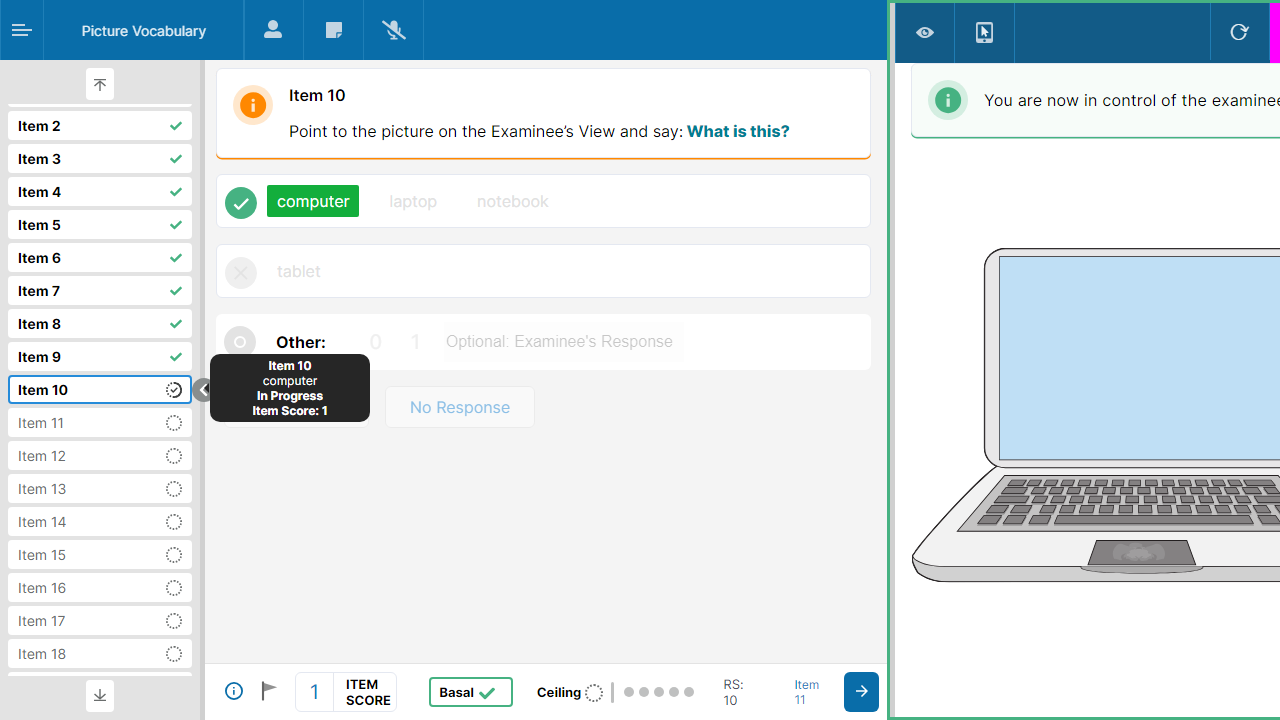 Picture Vocabulary
Item 2
Item 3
Item 4
Item 5
Item 6
Item 7
Item 8
Item 9
Item 10
Item 11
Item 12
Item 13
Item 14
Item 15
Item 16
Item 17
Item 18
Item 10
Point to the picture on the Examinee’s View and say: What is this?
computer laptop notebook
tablet
Other: 0 1 Optional: Examinee's Response
Item 10
computer
In Progress
Item Score: 1
No Response
1 ITEM SCORE
Basal
Ceiling
RS:
10
Item
11
You are now in control of the examinee